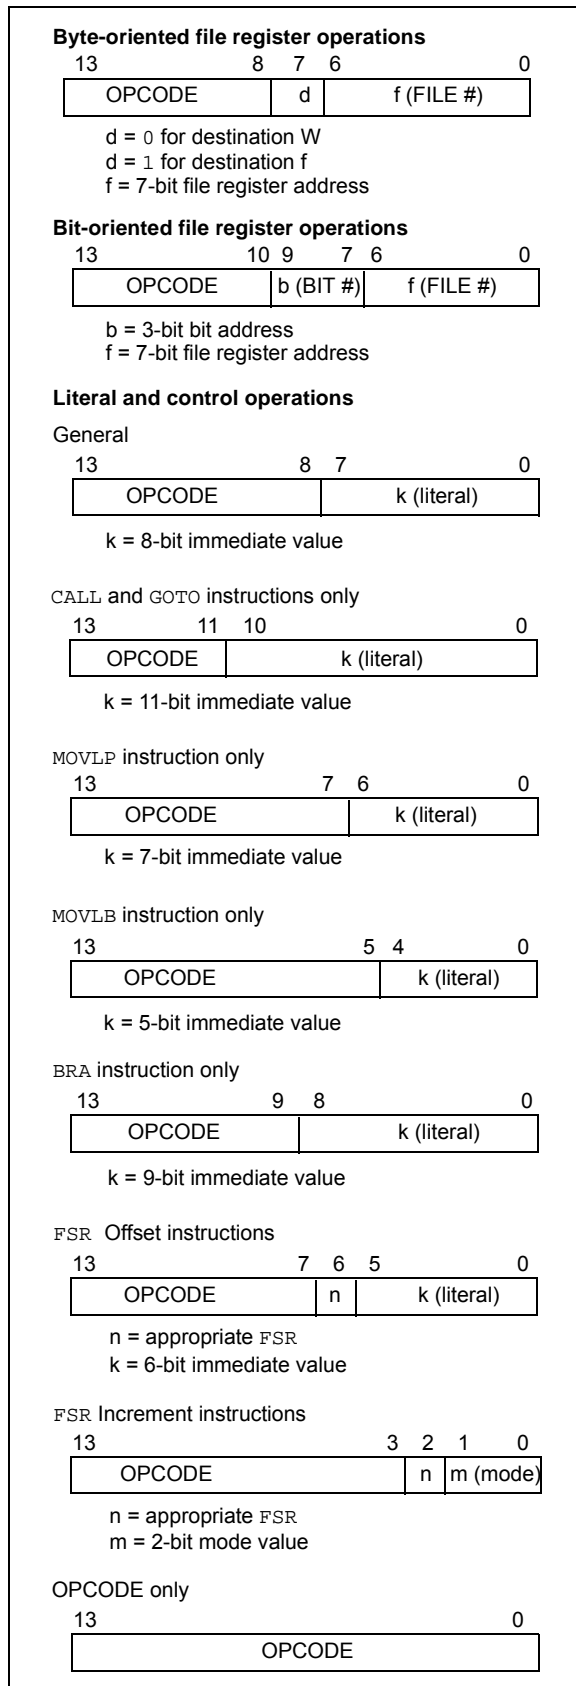 Byte-oriented file register operations
13 8 7 6 0
OPCODE d f (FILE #)
d = 0 for destination W
d = 1 for destination f
f = 7-bit file register address
Bit-oriented file register operations
13 10 9 7 6 0
OPCODE b (BIT #) f (FILE #)
b = 3-bit bit address
f = 7-bit file register address
Literal and control operations
General
13 8 7 0
OPCODE k (literal)
k = 8-bit immediate value
CALL and GOTO instructions only
13 11 10 0
OPCODE k (literal)
k = 11-bit immediate value
MOVLP instruction only
13 7 6 0
OPCODE k (literal)
k = 7-bit immediate value
MOVLB instruction only
13 5 4 0
OPCODE k (literal)
k = 5-bit immediate value
BRA instruction only
13 9 8 0
OPCODE k (literal)
k = 9-bit immediate value
FSR Offset instructions
13 7 6 5 0
OPCODE n k (literal)
n = appropriate FSR
k = 6-bit immediate value
FSR Increment instructions
13 3 2 1 0
OPCODE n m (mode)
n = appropriate FSR
m = 2-bit mode value
OPCODE only
13 0
OPCODE